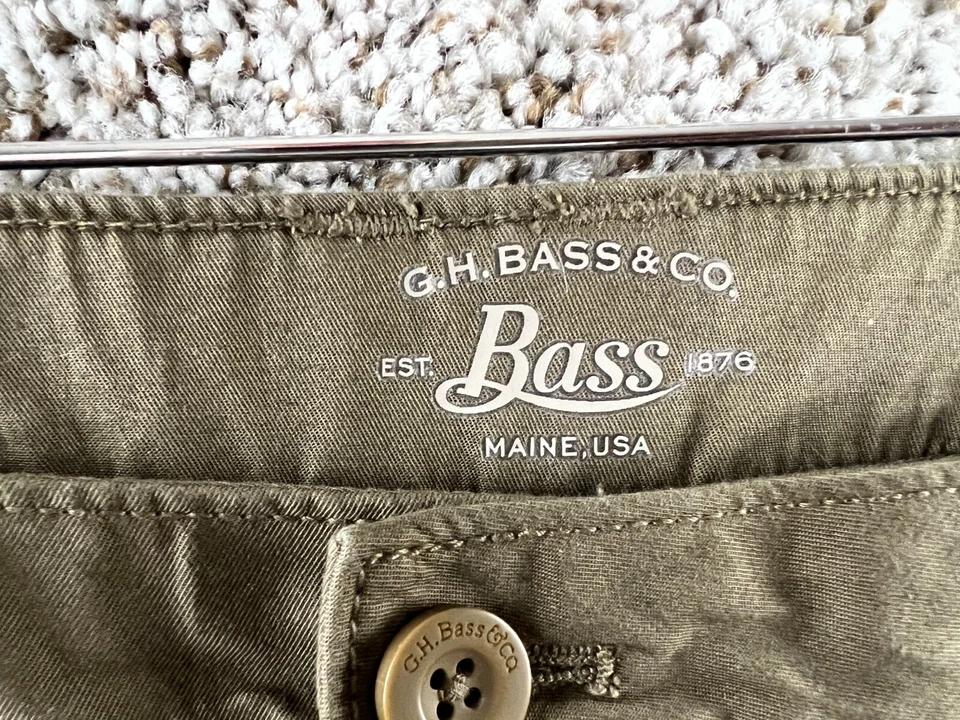 G.H. BASS & CO.
EST. Bass 1876
MAINE, USA
G.H. Bass & Co